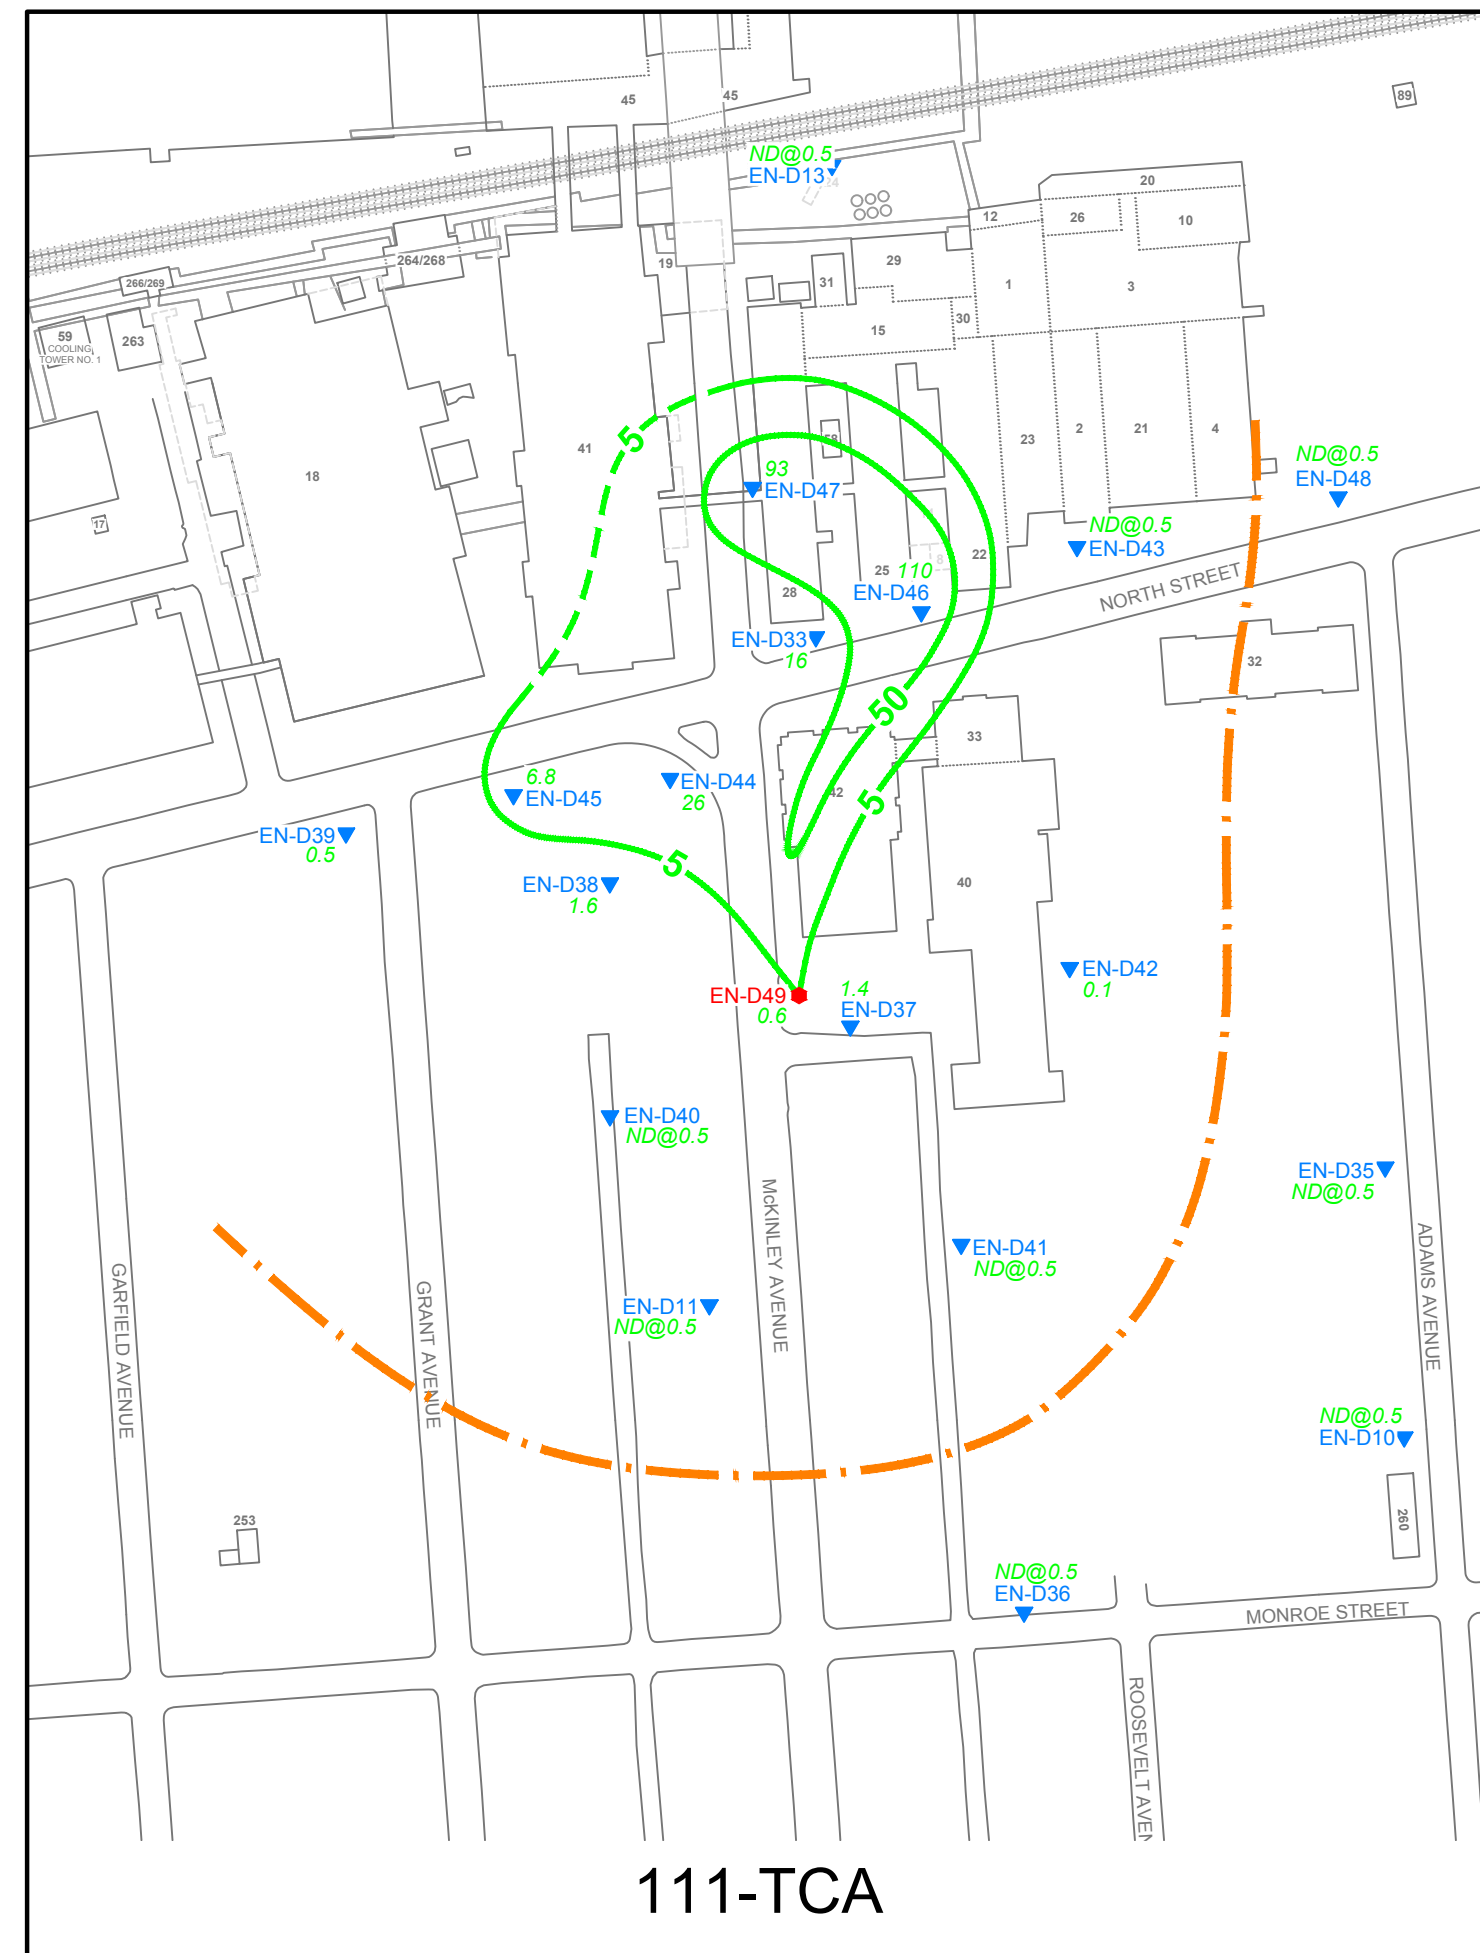 45
45
89
ND@0.5
EN-D13
24
20
12
26
10
264/268
19
29
31
1
3
266/269
59
COOLING
TOWER NO. 1
263
15
30
41
5
58
23
2
21
4
18
93
EN-D47
ND@0.5
EN-D48
17
ND@0.5
EN-D43
22
25
8
110
EN-D46
28
NORTH STREET
EN-D33
16
32
50
33
6.8
EN-D45
EN-D44
26
42
5
EN-D39
0.5
5
EN-D38
1.6
40
EN-D42
0.1
EN-D49
0.6
1.4
EN-D37
EN-D40
ND@0.5
EN-D35
ND@0.5
EN-D41
ND@0.5
EN-D11
ND@0.5
GARFIELD AVENUE
GRANT AVENUE
McKINLEY AVENUE
ADAMS AVENUE
ND@0.5
EN-D10
253
260
ND@0.5
EN-D36
MONROE STREET
ROOSEVELT AVEN
111-TCA